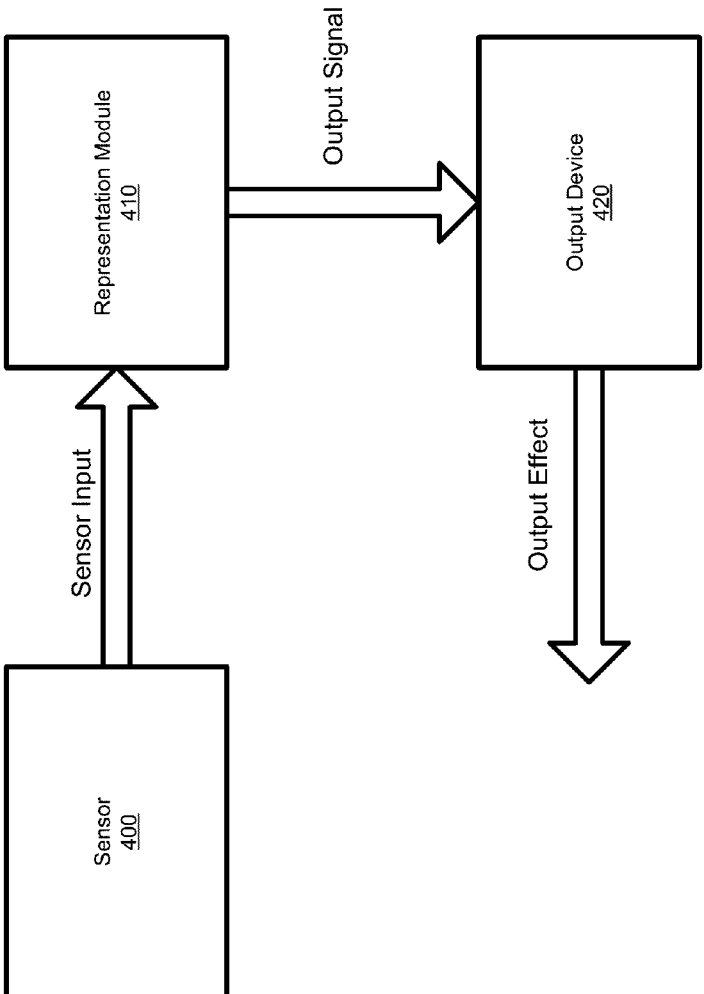 Sensor
400
Sensor Input
Representation Module
410
Output Signal
Output Device
420
Output Effect